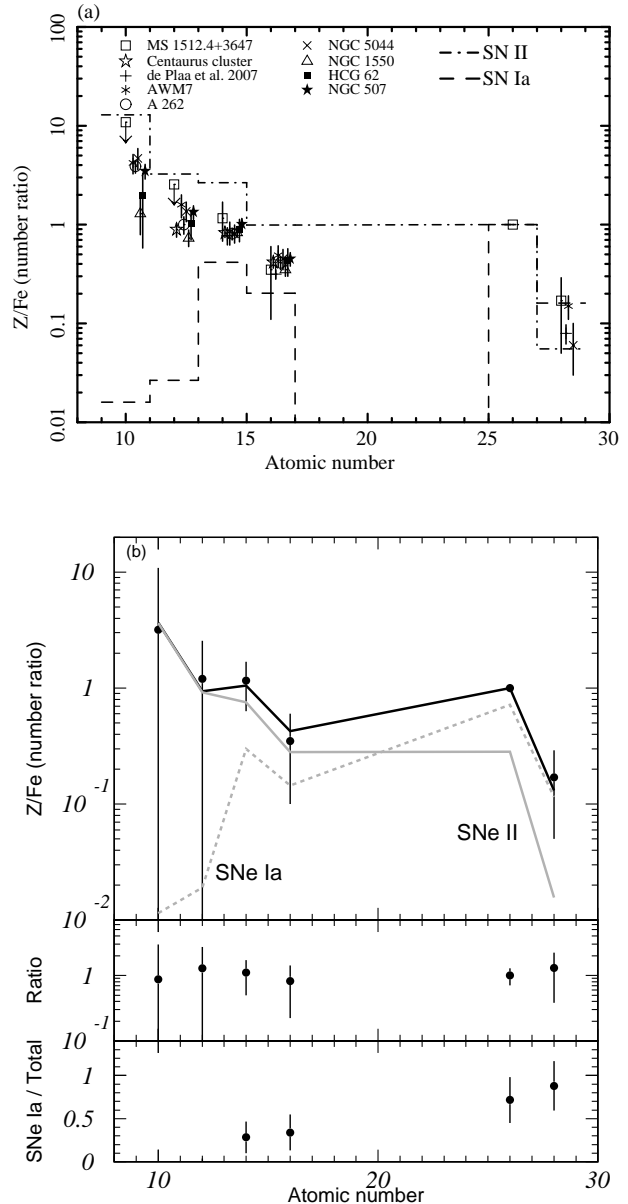 (a)
100
10
1
0.1
0.01
Z/Fe (number ratio)
MS 1512.4+3647
Centaurus cluster
de Plaa et al. 2007
AWM7
A 262
NGC 5044
NGC 1550
HCG 62
NGC 507
SN II
SN Ia
10 15 20 25 30
Atomic number
(b)
10
1
10 -1
10 -2
Z/Fe (number ratio)
SNe Ia
SNe II
Ratio
1
10 -1
SNe Ia / Total
1
0.5
0
10 20 30
Atomic number